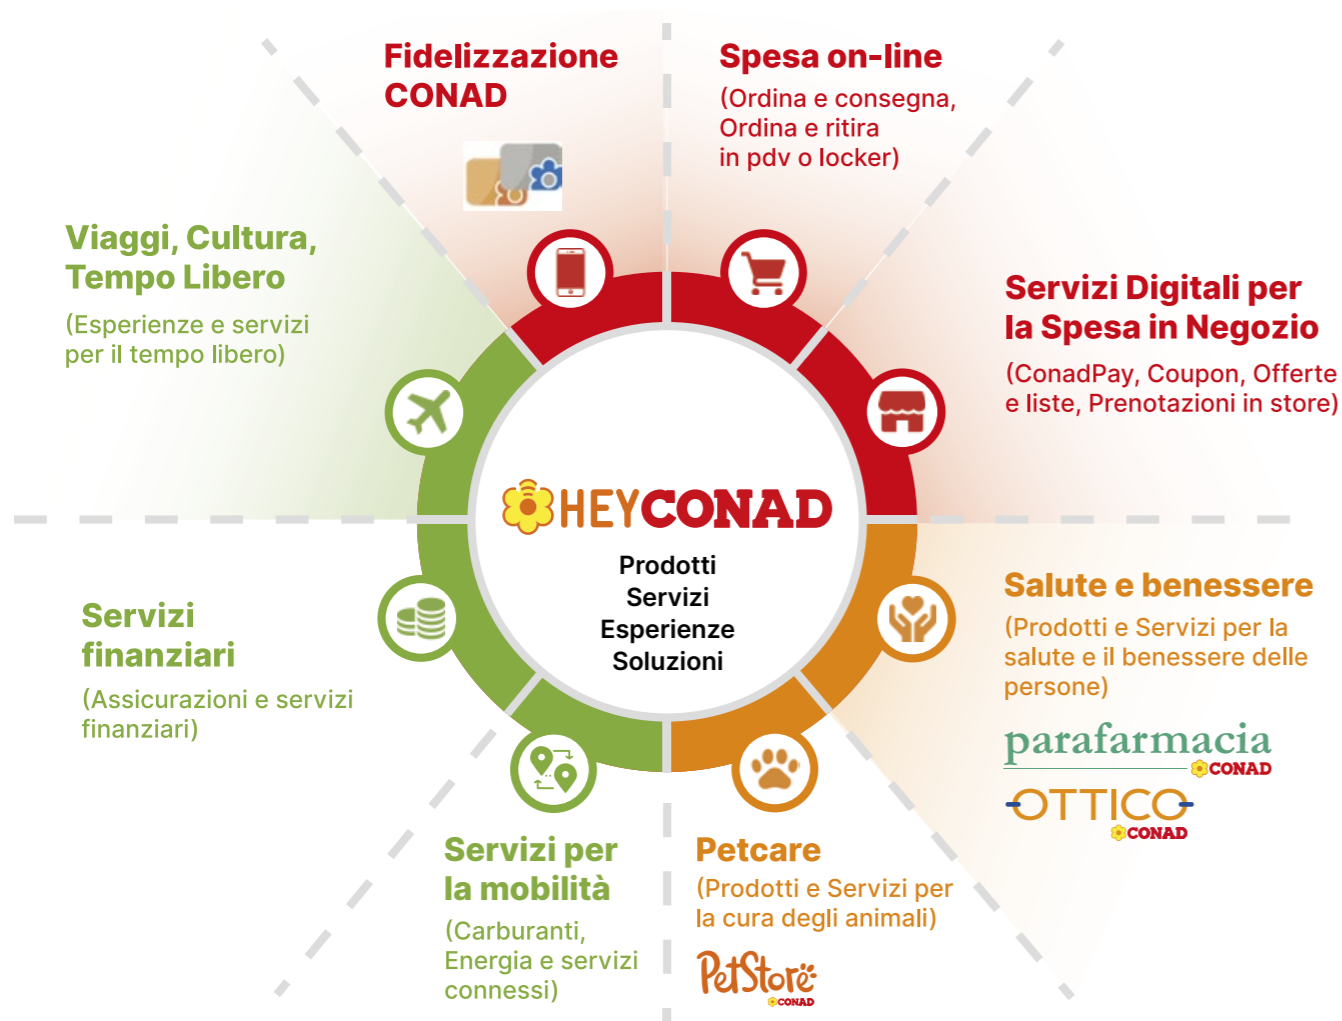 Fidelizzazione
CONAD
Spesa on-line
(Ordina e consegna,
Ordina e ritira
in pdv o locker)
Viaggi, Cultura,
Tempo Libero
(Esperienze e servizi
per il tempo libero)
Servizi Digitali per
la Spesa in Negozio
(ConadPay, Coupon, Offerte
e liste, Prenotazioni in store)
HEYCONAD
Prodotti
Servizi
Esperienze
Soluzioni
Servizi
finanziari
(Assicurazioni e servizi
finanziari)
Salute e benessere
(Prodotti e Servizi per la
salute e il benessere delle
persone)
parafarmacia
CONAD
OTTICO
CONAD
Servizi per
la mobilità
(Carburanti,
Energia e servizi
connessi)
Petcare
(Prodotti e Servizi per
la cura degli animali)
PetStore
CONAD